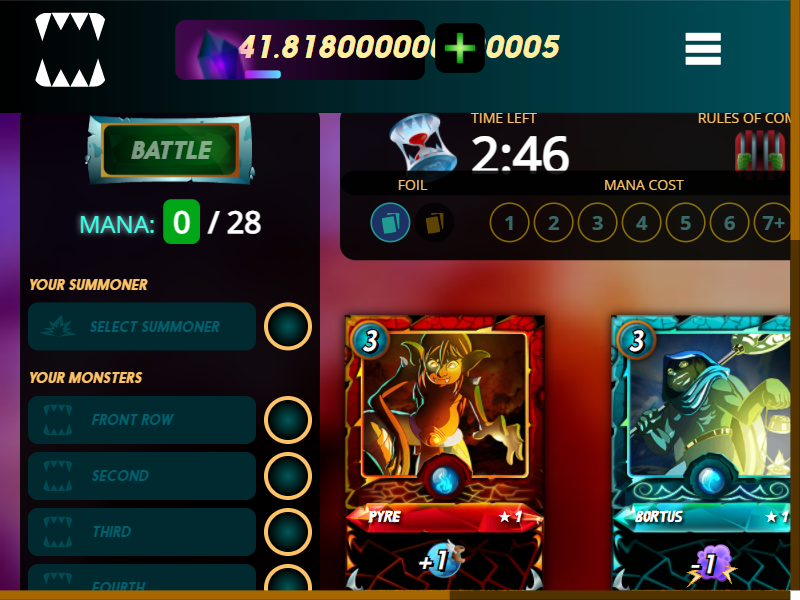 41.81800000 0005
BATTLE
MANA: 0 / 28
TIME LEFT
2:46
RULES OF COM
FOIL
MANA COST
1 2 3 4 5 6 7+
YOUR SUMMONER
SELECT SUMMONER
YOUR MONSTERS
FRONT ROW
SECOND
THIRD
FOURTH
3
PYRE ★ 1
+1
3
BORTUS ★ 1
-1